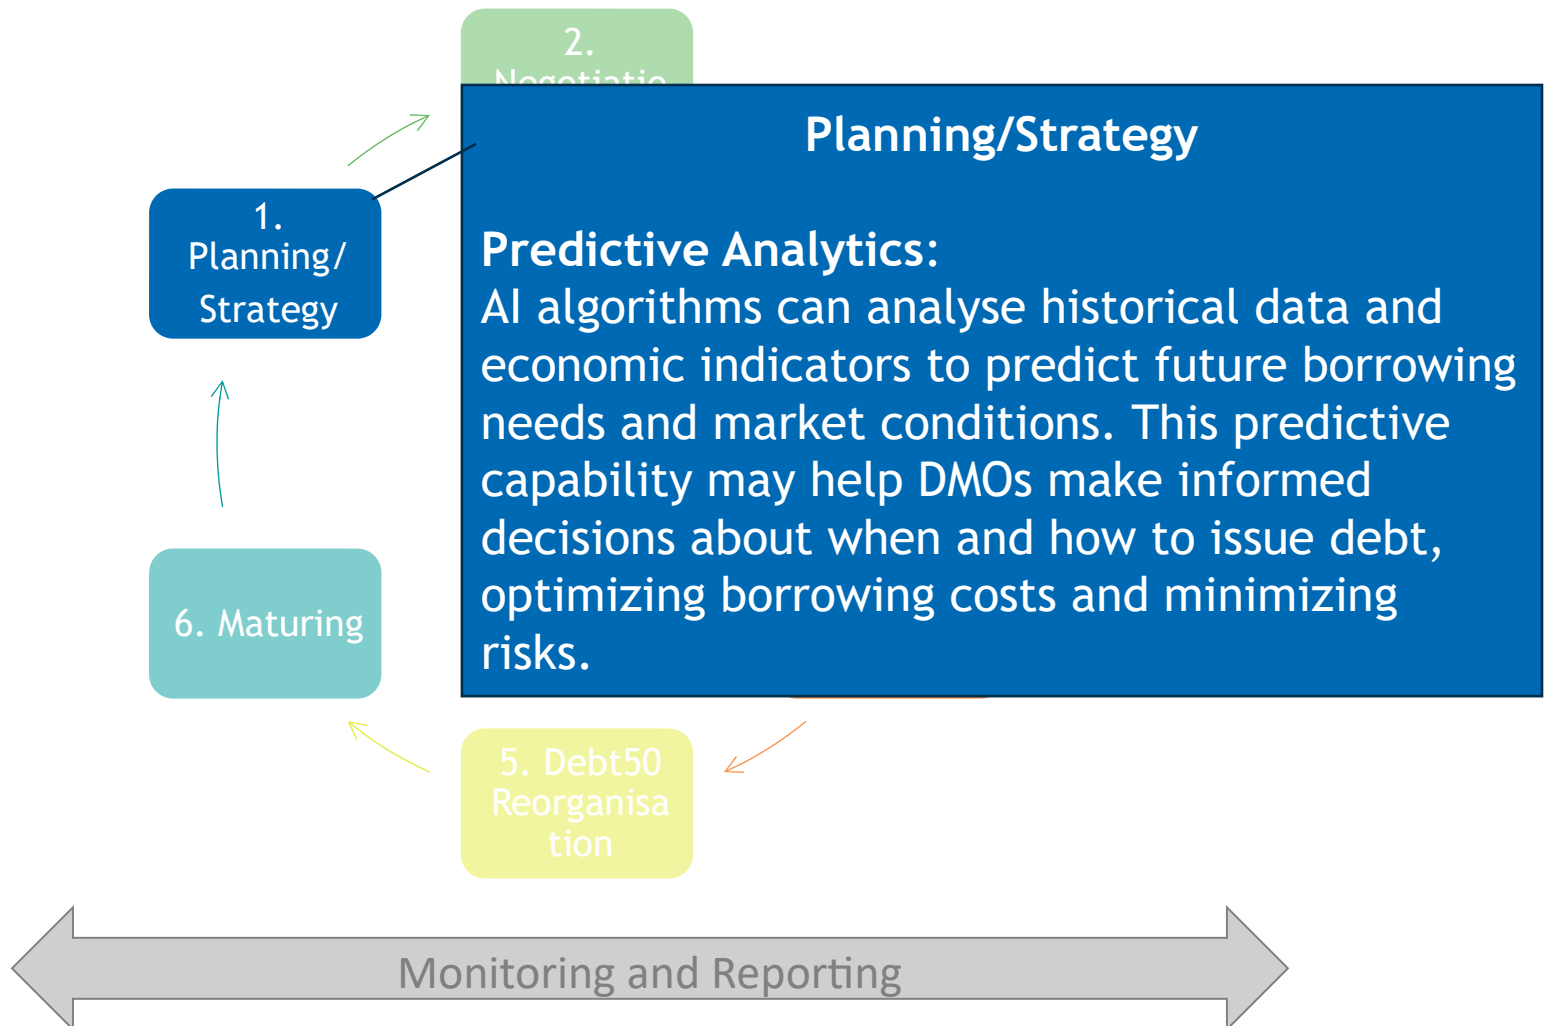 2.
Negotiatio
Planning/Strategy
1.
Planning/
Strategy
Predictive Analytics:
AI algorithms can analyse historical data and
economic indicators to predict future borrowing
needs and market conditions. This predictive
capability may help DMOs make informed
decisions about when and how to issue debt,
optimizing borrowing costs and minimizing
risks.
6. Maturing
5. Debt50
Reorganisa
tion
Monitoring and Reporting